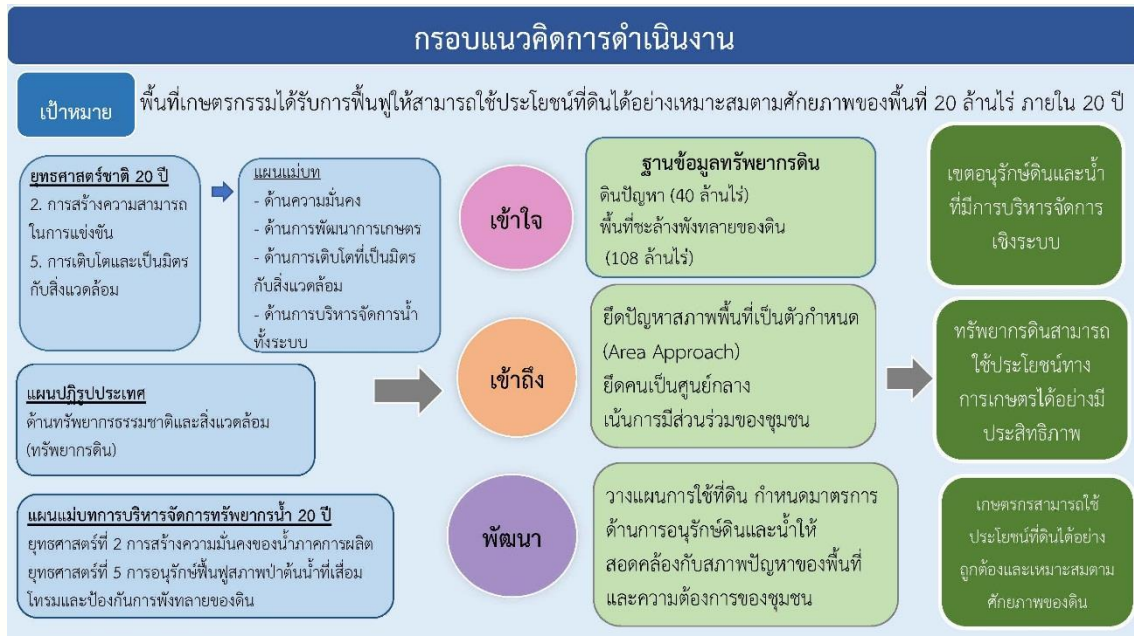 กรอบแนวคิดการดำเนินงาน
เป้าหมาย
พื้นที่เกษตรกรรมได้รับการฟื้นฟูให้สามารถใช้ประโยชน์ที่ดินได้อย่างเหมาะสมตามศักยภาพของพื้นที่ 20 ล้านไร่ ภายใน 20 ปี
ยุทธศาสตร์ชาติ 20 ปี
2. การสร้างความสามารถ
ในการแข่งขัน
5. การเติบโตและเป็นมิตร
กับสิ่งแวดล้อม
แผนแม่บท
- ด้านความมั่นคง
- ด้านการพัฒนาการเกษตร
- ด้านการเติบโตที่เป็นมิตร
กับสิ่งแวดล้อม
- ด้านการบริหารจัดการน้ำ
ทั้งระบบ
แผนปฏิรูปประเทศ
ด้านทรัพยากรธรรมชาติและสิ่งแวดล้อม
(ทรัพยากรดิน)
แผนแม่บทการบริหารจัดการทรัพยากรน้ำ 20 ปี
ยุทธศาสตร์ที่ 2 การสร้างความมั่นคงของน้ำภาคการผลิต
ยุทธศาสตร์ที่ 5 การอนุรักษ์ฟื้นฟูสภาพป่าต้นน้ำที่เสื่อม
โทรมและป้องกันการพังทลายของดิน
เข้าใจ
ฐานข้อมูลทรัพยากรดิน
ดินปัญหา (40 ล้านไร่)
พื้นที่ชะล้างพังทลายของดิน
(108 ล้านไร่)
เข้าถึง
ยึดปัญหาสภาพพื้นที่เป็นตัวกำหนด
(Area Approach)
ยึดคนเป็นศูนย์กลาง
เน้นการมีส่วนร่วมของชุมชน
พัฒนา
วางแผนการใช้ที่ดิน กำหนดมาตรการ
ด้านการอนุรักษ์ดินและน้ำให้
สอดคล้องกับสภาพปัญหาของพื้นที่
และความต้องการของชุมชน
เขตอนุรักษ์ดินและน้ำ
ที่มีการบริหารจัดการ
เชิงระบบ
ทรัพยากรดินสามารถ
ใช้ประโยชน์ทาง
การเกษตรได้อย่างมี
ประสิทธิภาพ
เกษตรกรสามารถใช้
ประโยชน์ที่ดินได้อย่าง
ถูกต้องและเหมาะสมตาม
ศักยภาพของดิน